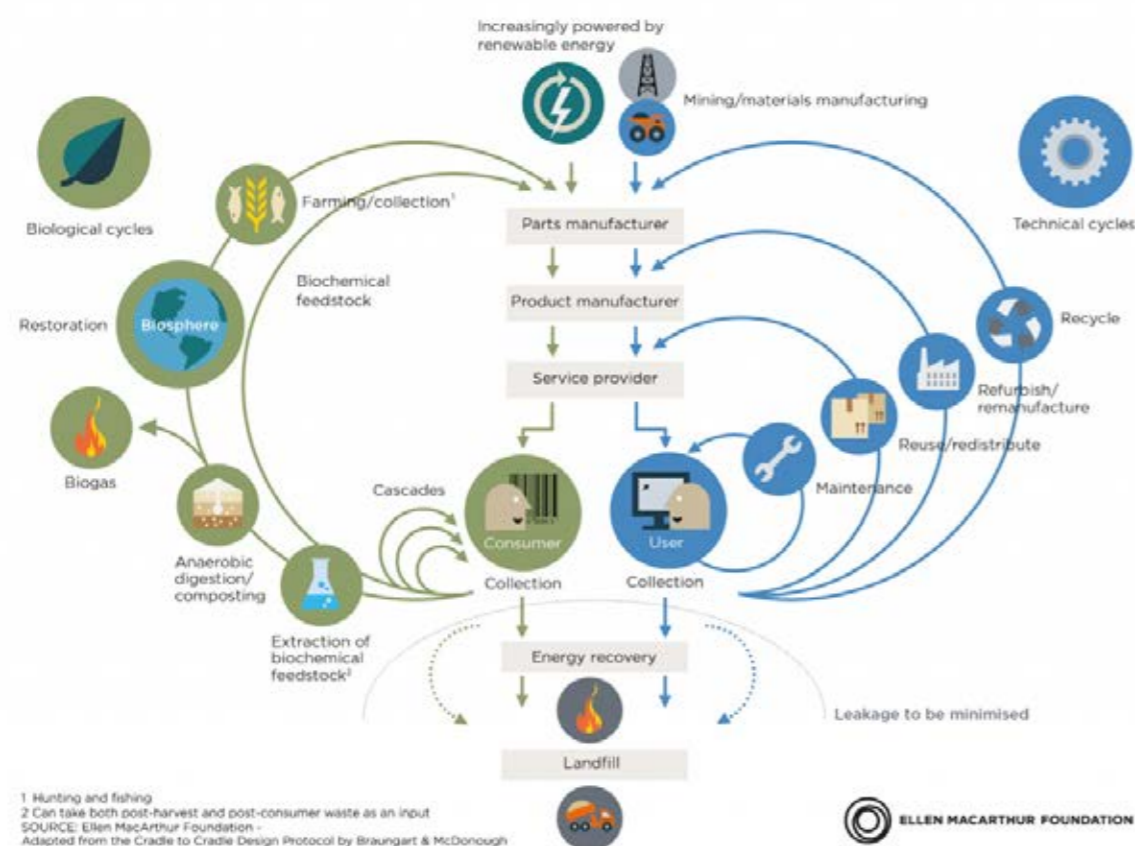 Increasingly powered by
renewable energy
Mining/materials manufacturing
Biological cycles
Farming/collection¹
Parts manufacturer
Technical cycles
Biochemical
feedstock
Product manufacturer
Restoration
Biosphere
Recycle
Service provider
Refurbish/
remanufacture
Reuse/redistribute
Biogas
Cascades
Maintenance
Consumer
User
Anaerobic
digestion/
composting
Collection
Collection
Extraction of
biochemical
feedstock²
Energy recovery
Leakage to be minimised
Landfill
1 Hunting and fishing
2 Can take both post-harvest and post-consumer waste as an input
SOURCE: Ellen MacArthur Foundation -
Adapted from the Cradle to Cradle Design Protocol by Braungart & McDonough
ELLEN MACARTHUR FOUNDATION